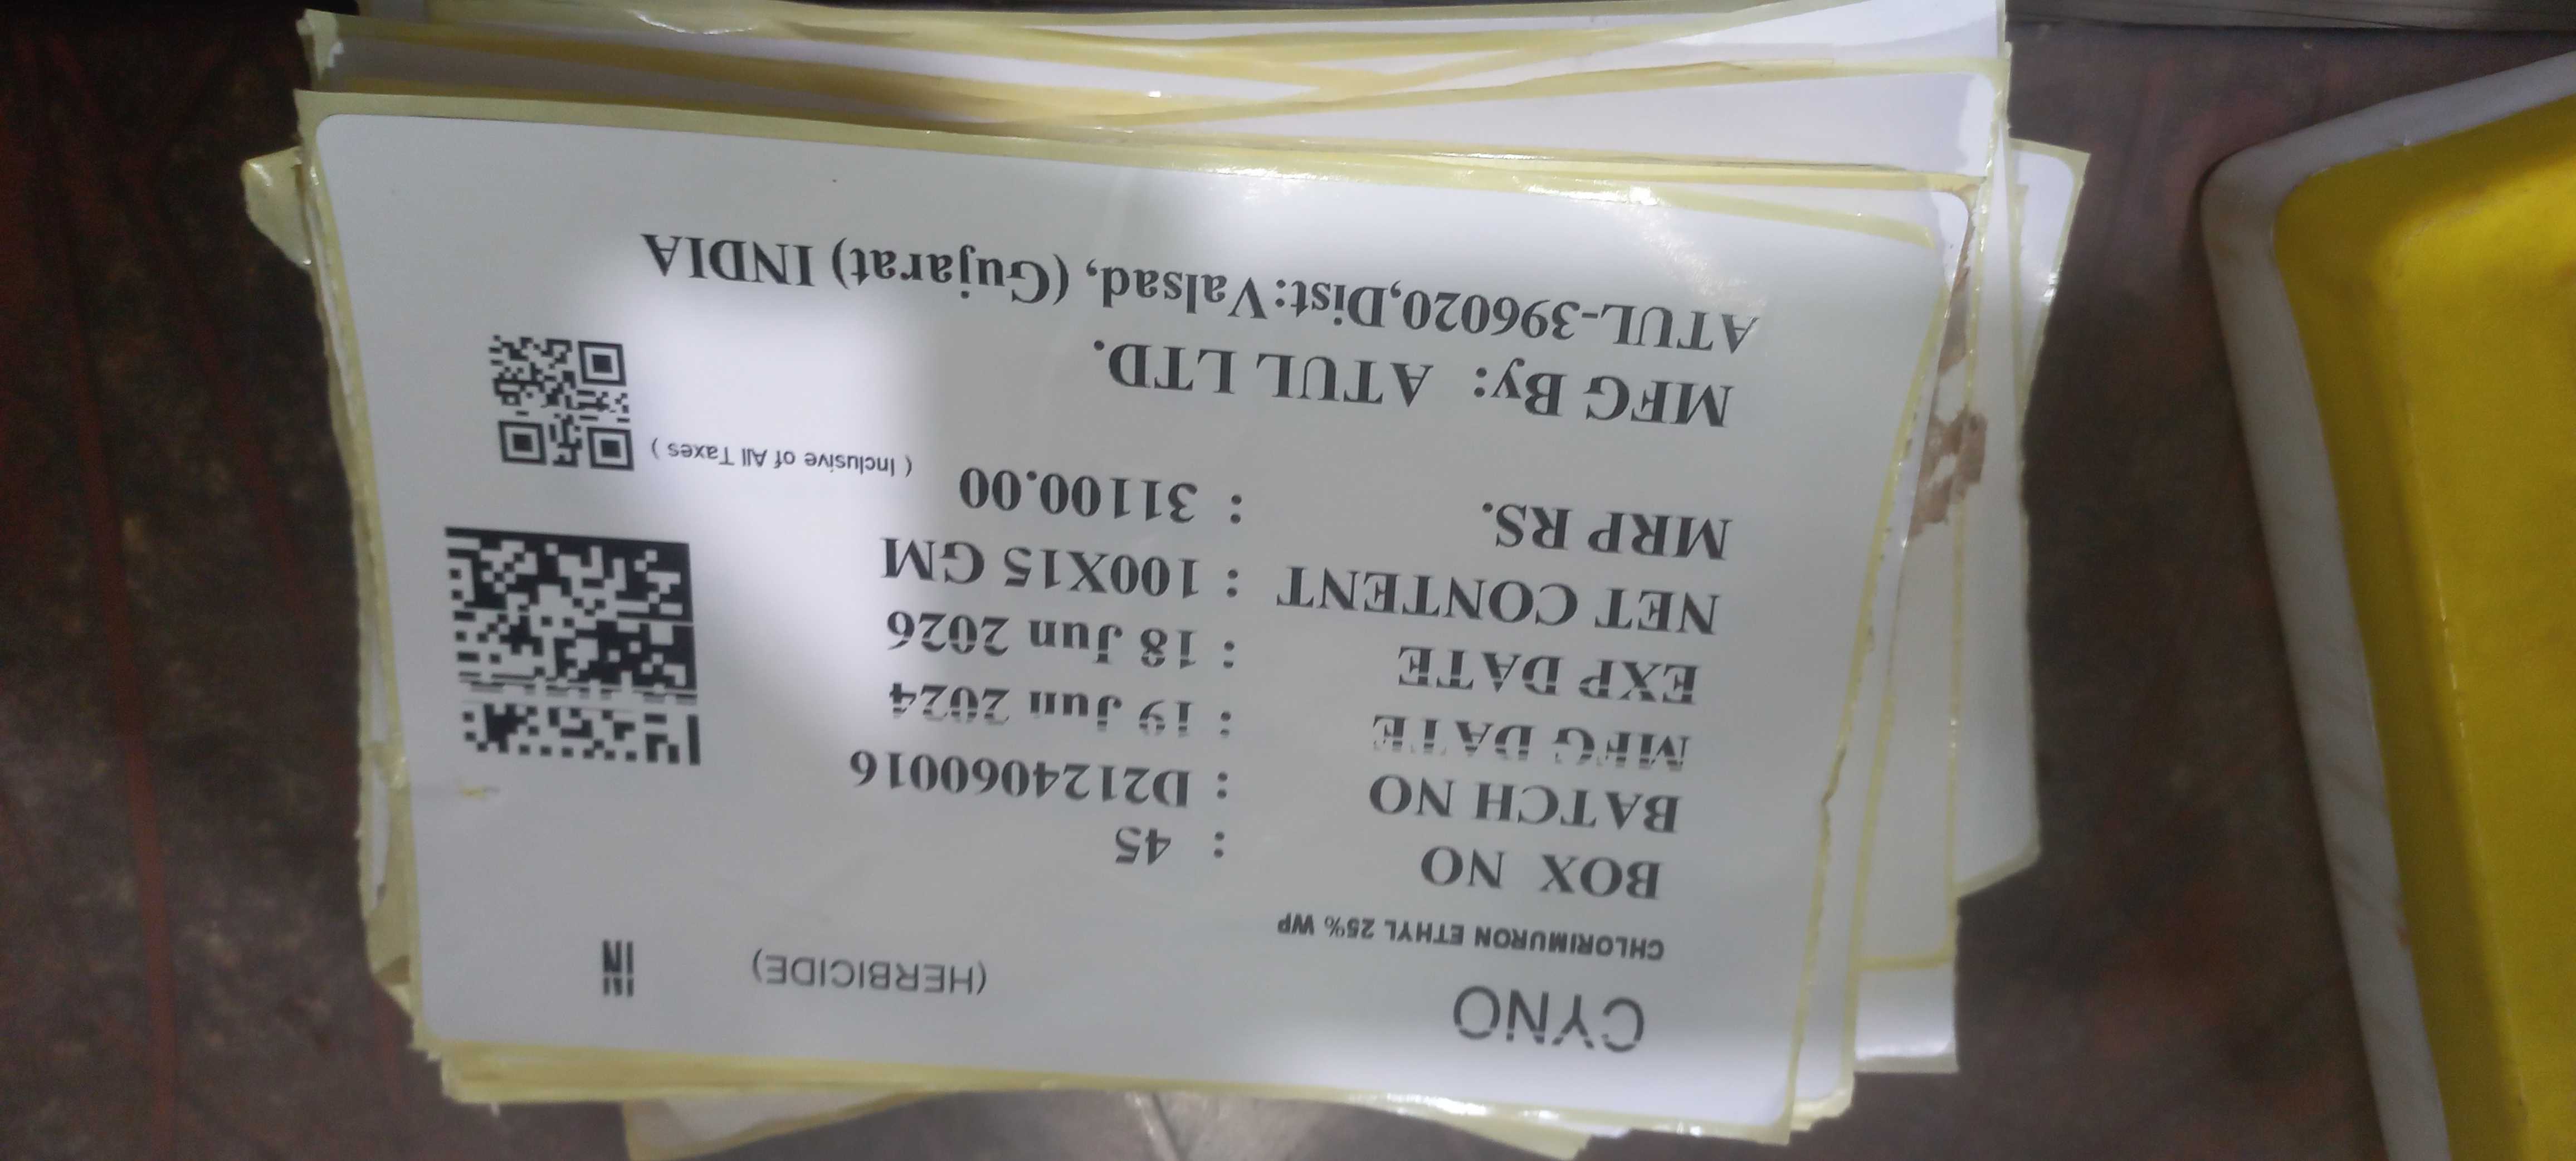 CYNO (HERBICIDE) IN
CHLORIMURON ETHYL 25% WP
BOX NO : 45
BATCH NO : D2124060016
MFG DATE : 19 Jun 2024
EXP DATE : 18 Jun 2026
NET CONTENT : 100X15 GM
MRP RS. : 31100.00 ( Inclusive of All Taxes )
MFG By: ATUL LTD.
ATUL-396020,Dist:Valsad, (Gujarat) INDIA